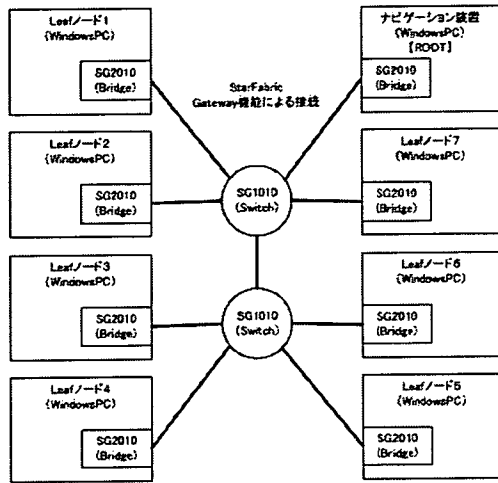 Leafノード1
(WindowsPC)
SG2010
(Bridge)
ナビゲーション装置
(WindowsPC)
【ROOT】
SG2010
(Bridge)
StarFabric
Gateway機能による接続
Leafノード2
(WindowsPC)
SG2010
(Bridge)
SG1010
(Switch)
Leafノード7
(WindowsPC)
SG2010
(Bridge)
Leafノード3
(WindowsPC)
SG2010
(Bridge)
SG1010
(Switch)
Leafノード6
(WindowsPC)
SG2010
(Bridge)
Leafノード4
(WindowsPC)
SG2010
(Bridge)
Leafノード5
(WindowsPC)
SG2010
(Bridge)